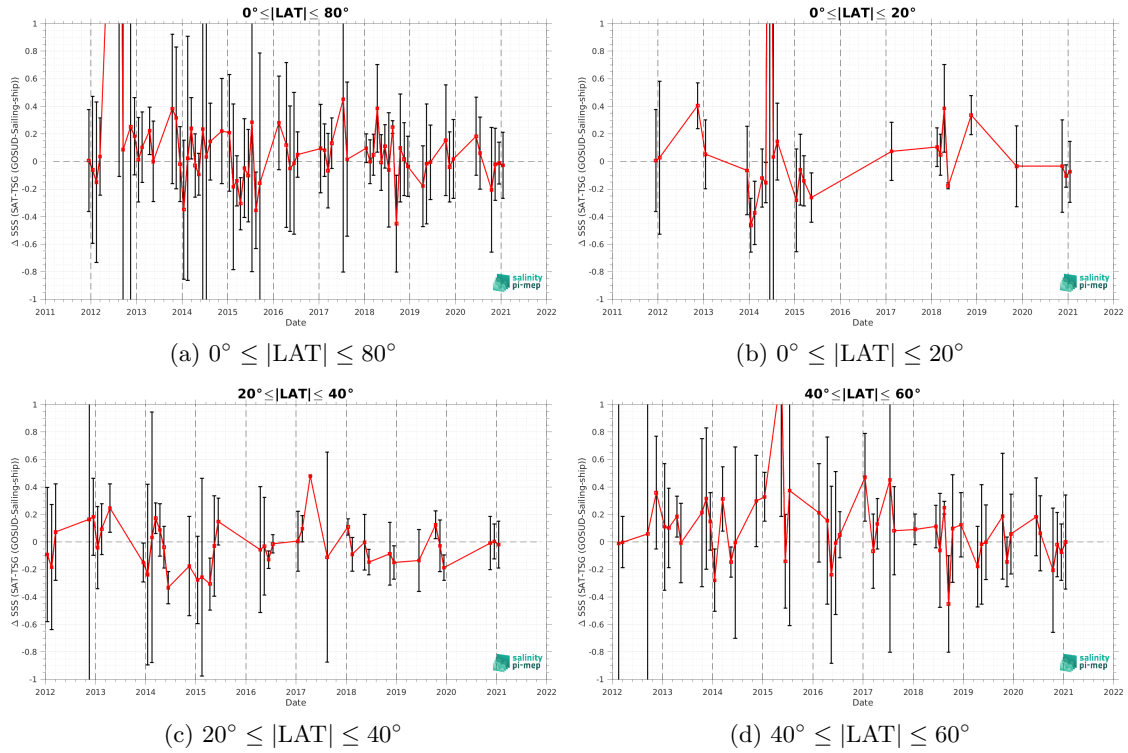 0°≤|LAT|≤ 80°
Δ SSS (SAT-TSG (GOSUD-Sailing-ship))
1
0.8
0.6
0.4
0.2
0
-0.2
-0.4
-0.6
-0.8
-1
2011 2012 2013 2014 2015 2016 2017 2018 2019 2020 2021 2022
Date
salinity
pi-mep
(a) 0° ≤ |LAT| ≤ 80°
0°≤|LAT|≤ 20°
Δ SSS (SAT-TSG (GOSUD-Sailing-ship))
1
0.8
0.6
0.4
0.2
0
-0.2
-0.4
-0.6
-0.8
-1
2011 2012 2013 2014 2015 2016 2017 2018 2019 2020 2021 2022
Date
salinity
pi-mep
(b) 0° ≤ |LAT| ≤ 20°
20°≤|LAT|≤ 40°
Δ SSS (SAT-TSG (GOSUD-Sailing-ship))
1
0.8
0.6
0.4
0.2
0
-0.2
-0.4
-0.6
-0.8
-1
2012 2013 2014 2015 2016 2017 2018 2019 2020 2021 2022
Date
salinity
pi-mep
(c) 20° ≤ |LAT| ≤ 40°
40°≤|LAT|≤ 60°
Δ SSS (SAT-TSG (GOSUD-Sailing-ship))
1
0.8
0.6
0.4
0.2
0
-0.2
-0.4
-0.6
-0.8
-1
2012 2013 2014 2015 2016 2017 2018 2019 2020 2021 2022
Date
salinity
pi-mep
(d) 40° ≤ |LAT| ≤ 60°